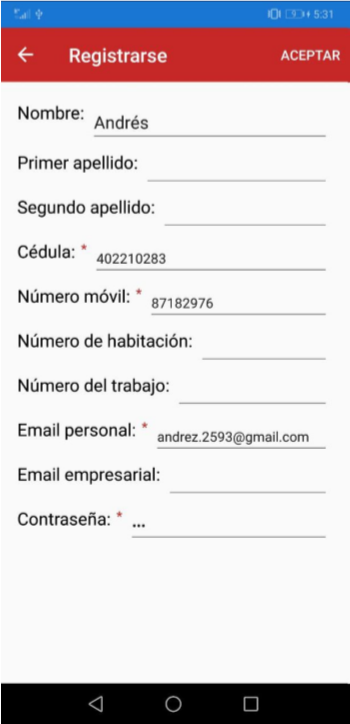 5:31
Registrarse ACEPTAR
Nombre: Andrés
Primer apellido:
Segundo apellido:
Cédula: * 402210283
Número móvil: * 87182976
Número de habitación:
Número del trabajo:
Email personal: * andrez.2593@gmail.com
Email empresarial:
Contraseña: * ...